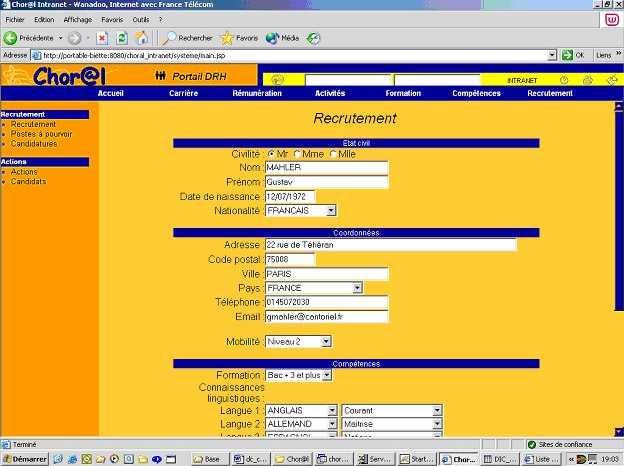 Chor@l Intranet - Wanadoo, Internet avec France Télécom
Fichier Edition Affichage Favoris Outils ?
Précédente Rechercher Favoris Média
Adresse http://portable-biette:8080/choral_intranet/systeme/main.jsp OK Liens »
Chor@l Portail DRH INTRANET
Accueil Carrière Rémunération Activités Formation Compétences Recrutement
Recrutement
Recrutement
Postes à pourvoir
Candidatures
Actions
Actions
Candidats
Recrutement
Etat civil
Civilité : Mr Mme Mlle
Nom : MAHLER
Prénom : Gustav
Date de naissance : 12/07/1972
Nationalité : FRANCAIS
Coordonnées
Adresse : 22 rue de Téhéran
Code postal : 75008
Ville : PARIS
Pays : FRANCE
Téléphone : 0145072030
Email : gmahler@cantoriel.fr
Mobilité : Niveau 2
Compétences
Formation : Bac + 3 et plus
Connaissances
linguistiques :
Langue 1 : ANGLAIS Courant
Langue 2 : ALLEMAND Maitrise
Langue 3 : ESPAGNOL Notions
Terminé Sites de confiance
Démarrer Base dc_c... Chor@l chor... Serv... Start... Chor... DIC_... Liste ... « 19:03